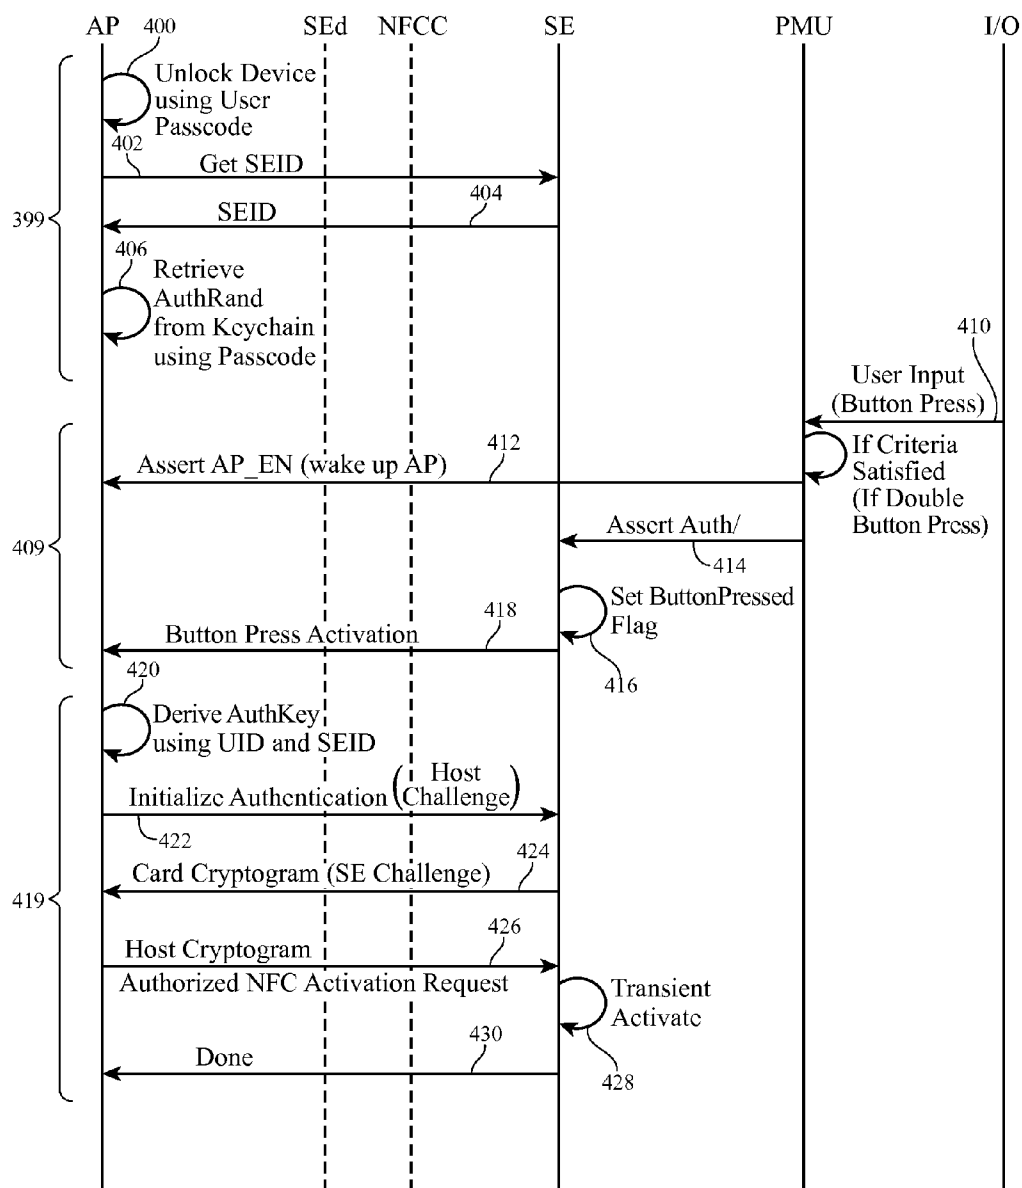 AP SEd NFCC SE PMU I/O
400
Unlock Device
using User
Passcode
402
Get SEID
404
SEID
399
406
Retrieve
AuthRand
from Keychain
using Passcode
410
User Input
(Button Press)
412
Assert AP_EN (wake up AP)
If Criteria
Satisfied
(If Double
Button Press)
409
Assert Auth/
414
Set ButtonPressed
Flag
416
418
Button Press Activation
420
Derive AuthKey
using UID and SEID
Initialize Authentication (Host
Challenge)
422
424
Card Cryptogram (SE Challenge)
419
426
Host Cryptogram
Authorized NFC Activation Request
Transient
Activate
428
430
Done